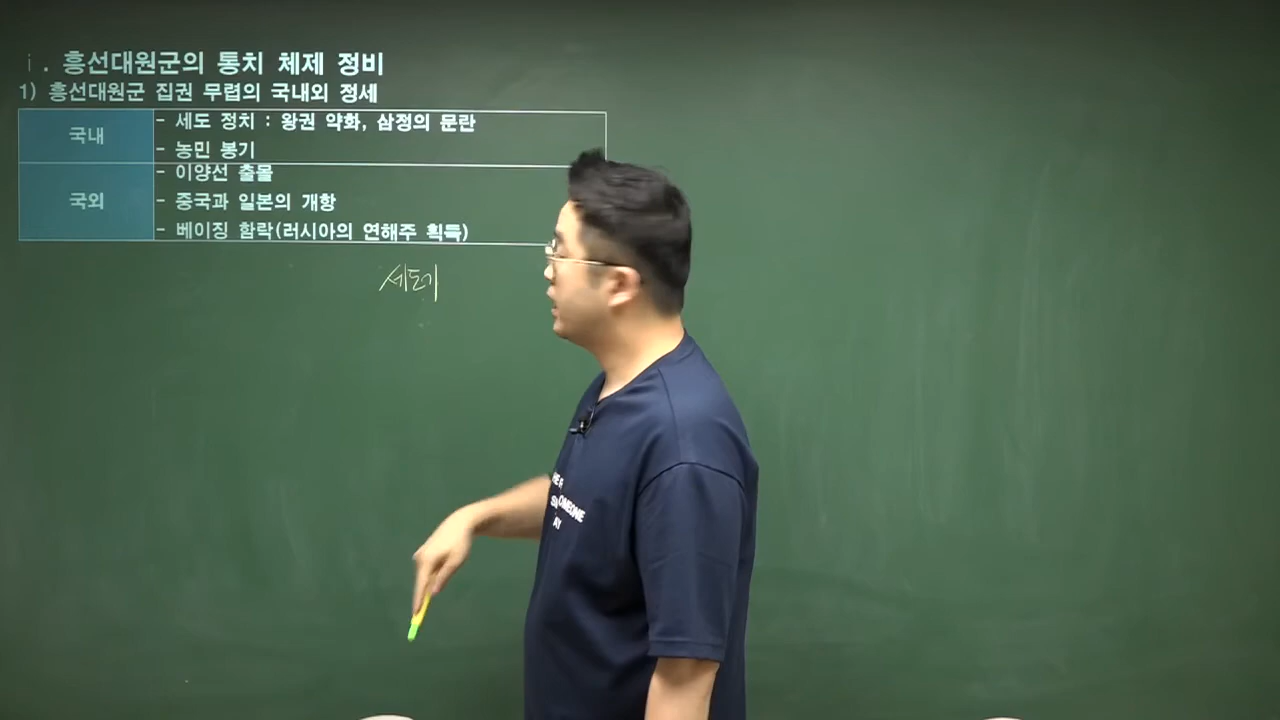 i. 흥선대원군의 통치 체제 정비
1) 흥선대원군 집권 무렵의 국내외 정세
국내
- 세도 정치 : 왕권 약화, 삼정의 문란
- 농민 봉기
국외
- 이양선 출몰
- 중국과 일본의 개항
- 베이징 함락(러시아의 연해주 획득)
세도가